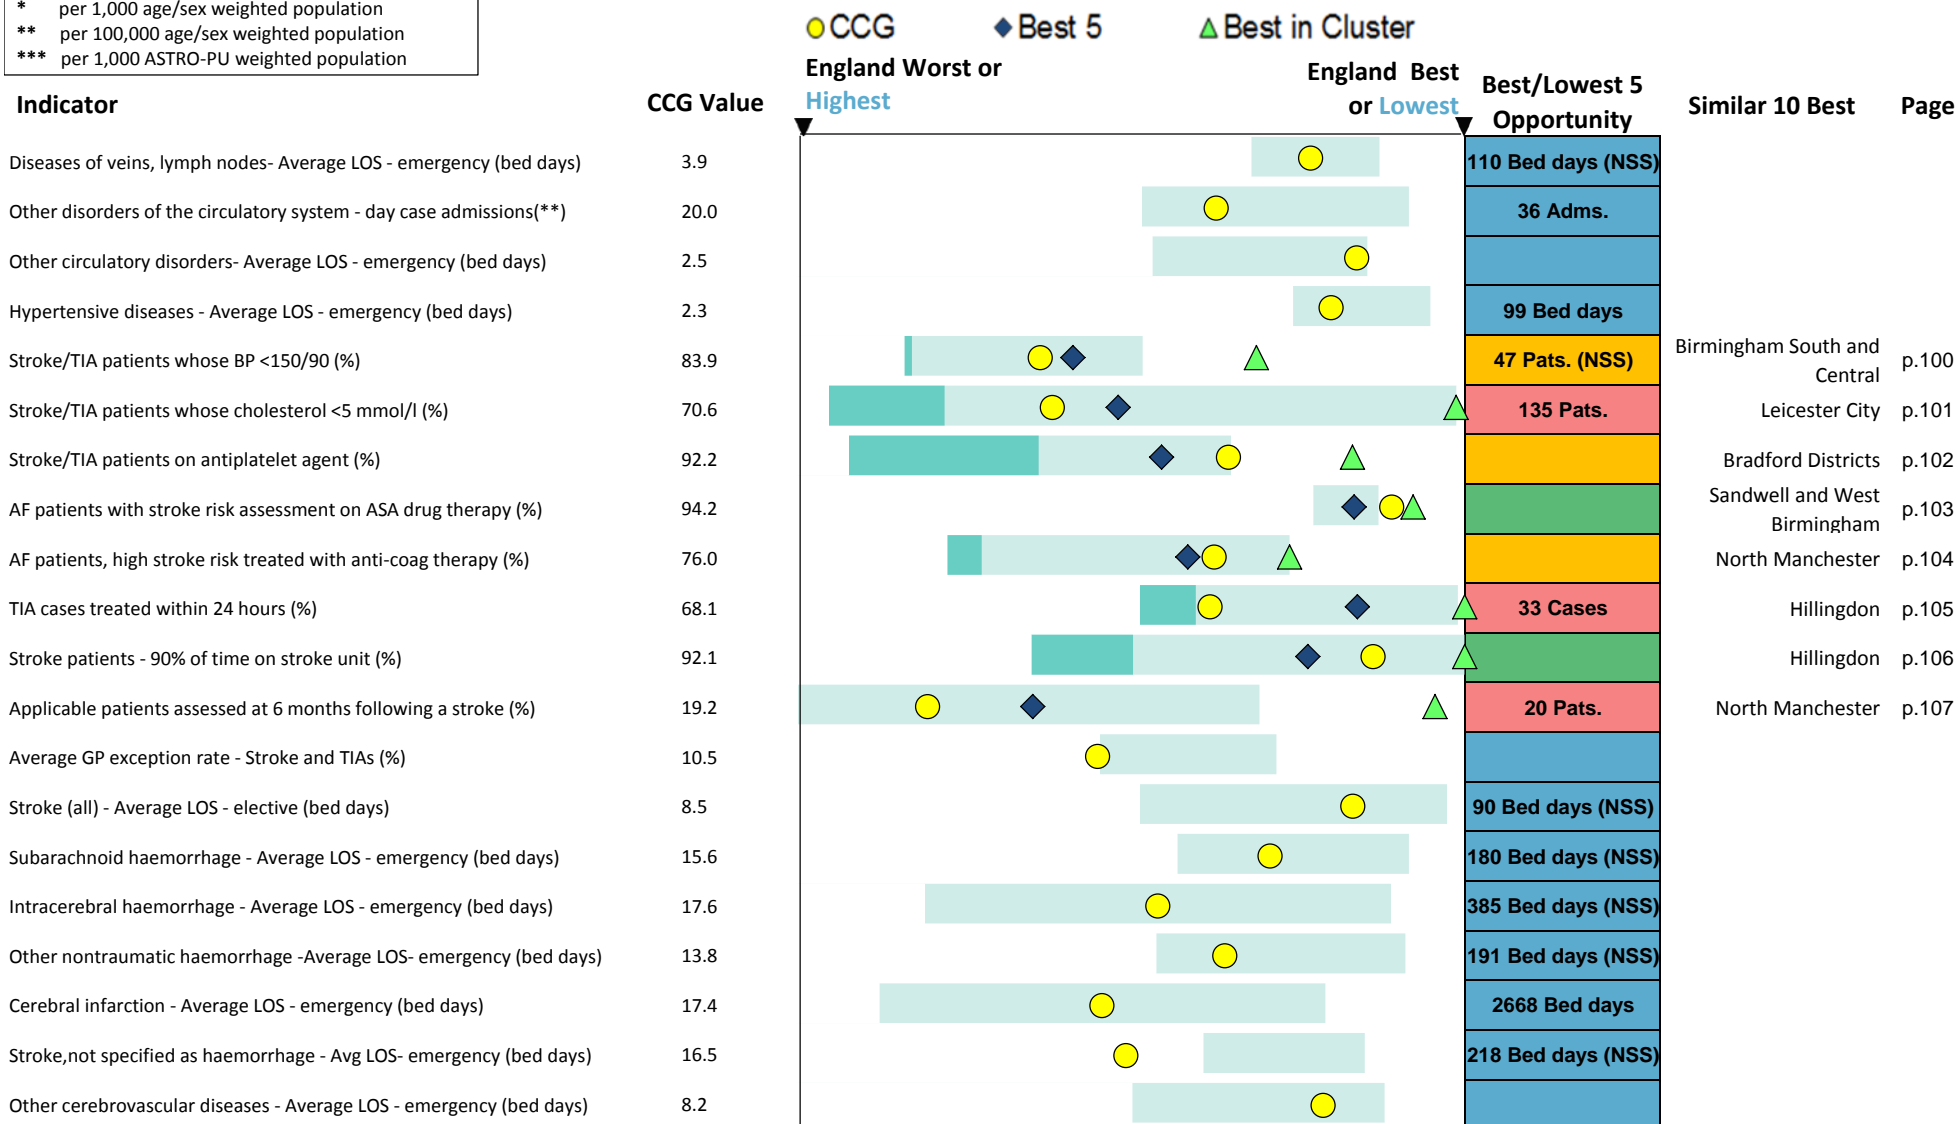 * per 1,000 age/sex weighted population
** per 100,000 age/sex weighted population
*** per 1,000 ASTRO-PU weighted population
CCG Best 5 Best in Cluster
Indicator CCG Value England Worst or Highest England Best or Lowest Best/Lowest 5 Opportunity Similar 10 Best Page
Diseases of veins, lymph nodes- Average LOS - emergency (bed days) 3.9 110 Bed days (NSS)
Other disorders of the circulatory system - day case admissions(**) 20.0 36 Adms.
Other circulatory disorders- Average LOS - emergency (bed days) 2.5
Hypertensive diseases - Average LOS - emergency (bed days) 2.3 99 Bed days
Stroke/TIA patients whose BP <150/90 (%) 83.9 47 Pats. (NSS) Birmingham South and Central p.100
Stroke/TIA patients whose cholesterol <5 mmol/l (%) 70.6 135 Pats. Leicester City p.101
Stroke/TIA patients on antiplatelet agent (%) 92.2 Bradford Districts p.102
AF patients with stroke risk assessment on ASA drug therapy (%) 94.2 Sandwell and West Birmingham p.103
AF patients, high stroke risk treated with anti-coag therapy (%) 76.0 North Manchester p.104
TIA cases treated within 24 hours (%) 68.1 33 Cases Hillingdon p.105
Stroke patients - 90% of time on stroke unit (%) 92.1 Hillingdon p.106
Applicable patients assessed at 6 months following a stroke (%) 19.2 20 Pats. North Manchester p.107
Average GP exception rate - Stroke and TIAs (%) 10.5
Stroke (all) - Average LOS - elective (bed days) 8.5 90 Bed days (NSS)
Subarachnoid haemorrhage - Average LOS - emergency (bed days) 15.6 180 Bed days (NSS)
Intracerebral haemorrhage - Average LOS - emergency (bed days) 17.6 385 Bed days (NSS)
Other nontraumatic haemorrhage -Average LOS- emergency (bed days) 13.8 191 Bed days (NSS)
Cerebral infarction - Average LOS - emergency (bed days) 17.4 2668 Bed days
Stroke,not specified as haemorrhage - Avg LOS- emergency (bed days) 16.5 218 Bed days (NSS)
Other cerebrovascular diseases - Average LOS - emergency (bed days) 8.2